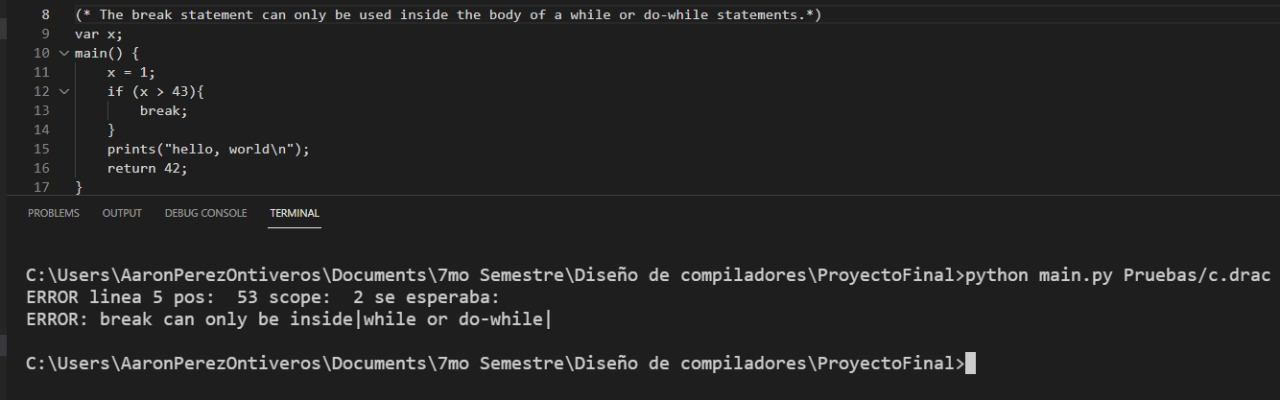 8 (* The break statement can only be used inside the body of a while or do-while statements.*)
9 var x;
10 main() {
11 x = 1;
12 if (x > 43){
13 break;
14 }
15 prints("hello, world\n");
16 return 42;
17 }
PROBLEMS OUTPUT DEBUG CONSOLE TERMINAL
C:\Users\AaronPerezOntiveros\Documents\7mo Semestre\Diseño de compiladores\ProyectoFinal>python main.py Pruebas/c.drac
ERROR linea 5 pos:  53 scope:  2 se esperaba:
ERROR: break can only be inside|while or do-while|
C:\Users\AaronPerezOntiveros\Documents\7mo Semestre\Diseño de compiladores\ProyectoFinal>